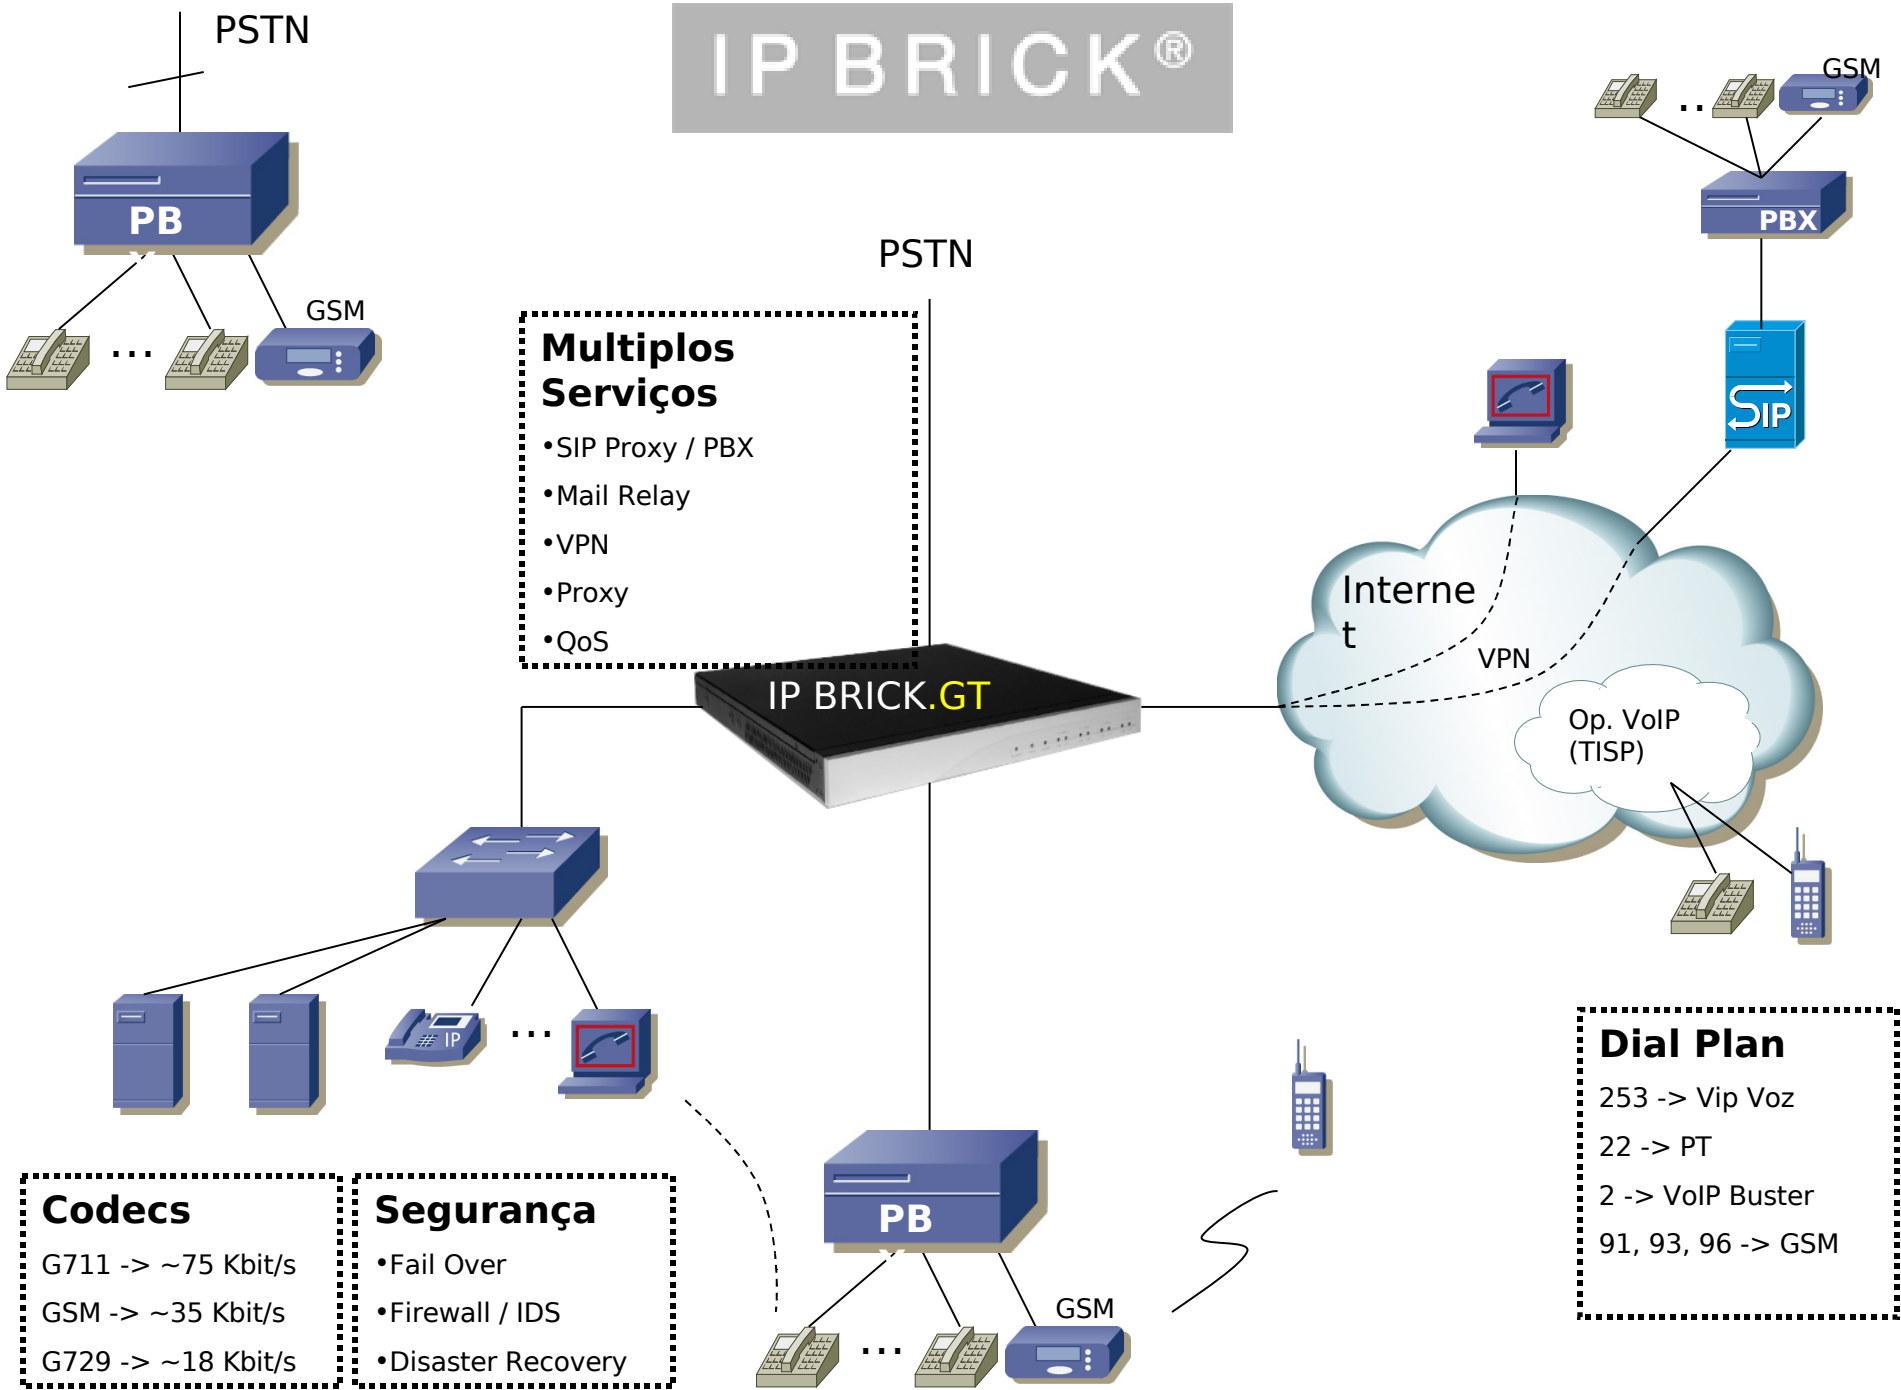 PSTN
IP BRICK®
GSM
PBX
PB
X
GSM
PSTN
Multiplos
Serviços
•SIP Proxy / PBX
•Mail Relay
•VPN
•Proxy
•QoS
SIP
Interne
t
VPN
IP BRICK.GT
Op. VoIP
(TISP)
IP
...
Dial Plan
253 -> Vip Voz
22 -> PT
2 -> VoIP Buster
91, 93, 96 -> GSM
PB
X
GSM
Codecs
G711 -> ~75 Kbit/s
GSM -> ~35 Kbit/s
G729 -> ~18 Kbit/s
Segurança
•Fail Over
•Firewall / IDS
•Disaster Recovery